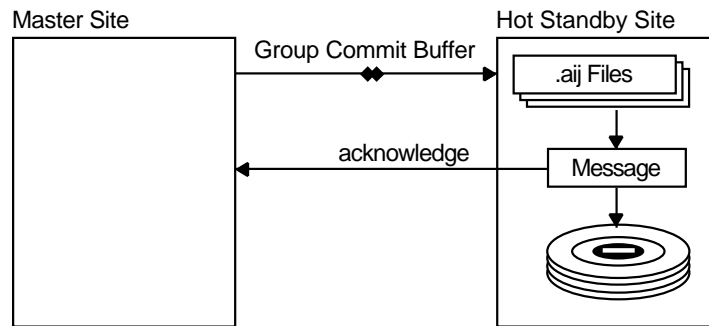 Master Site
Hot Standby Site
Group Commit Buffer
.aij Files
acknowledge
Message